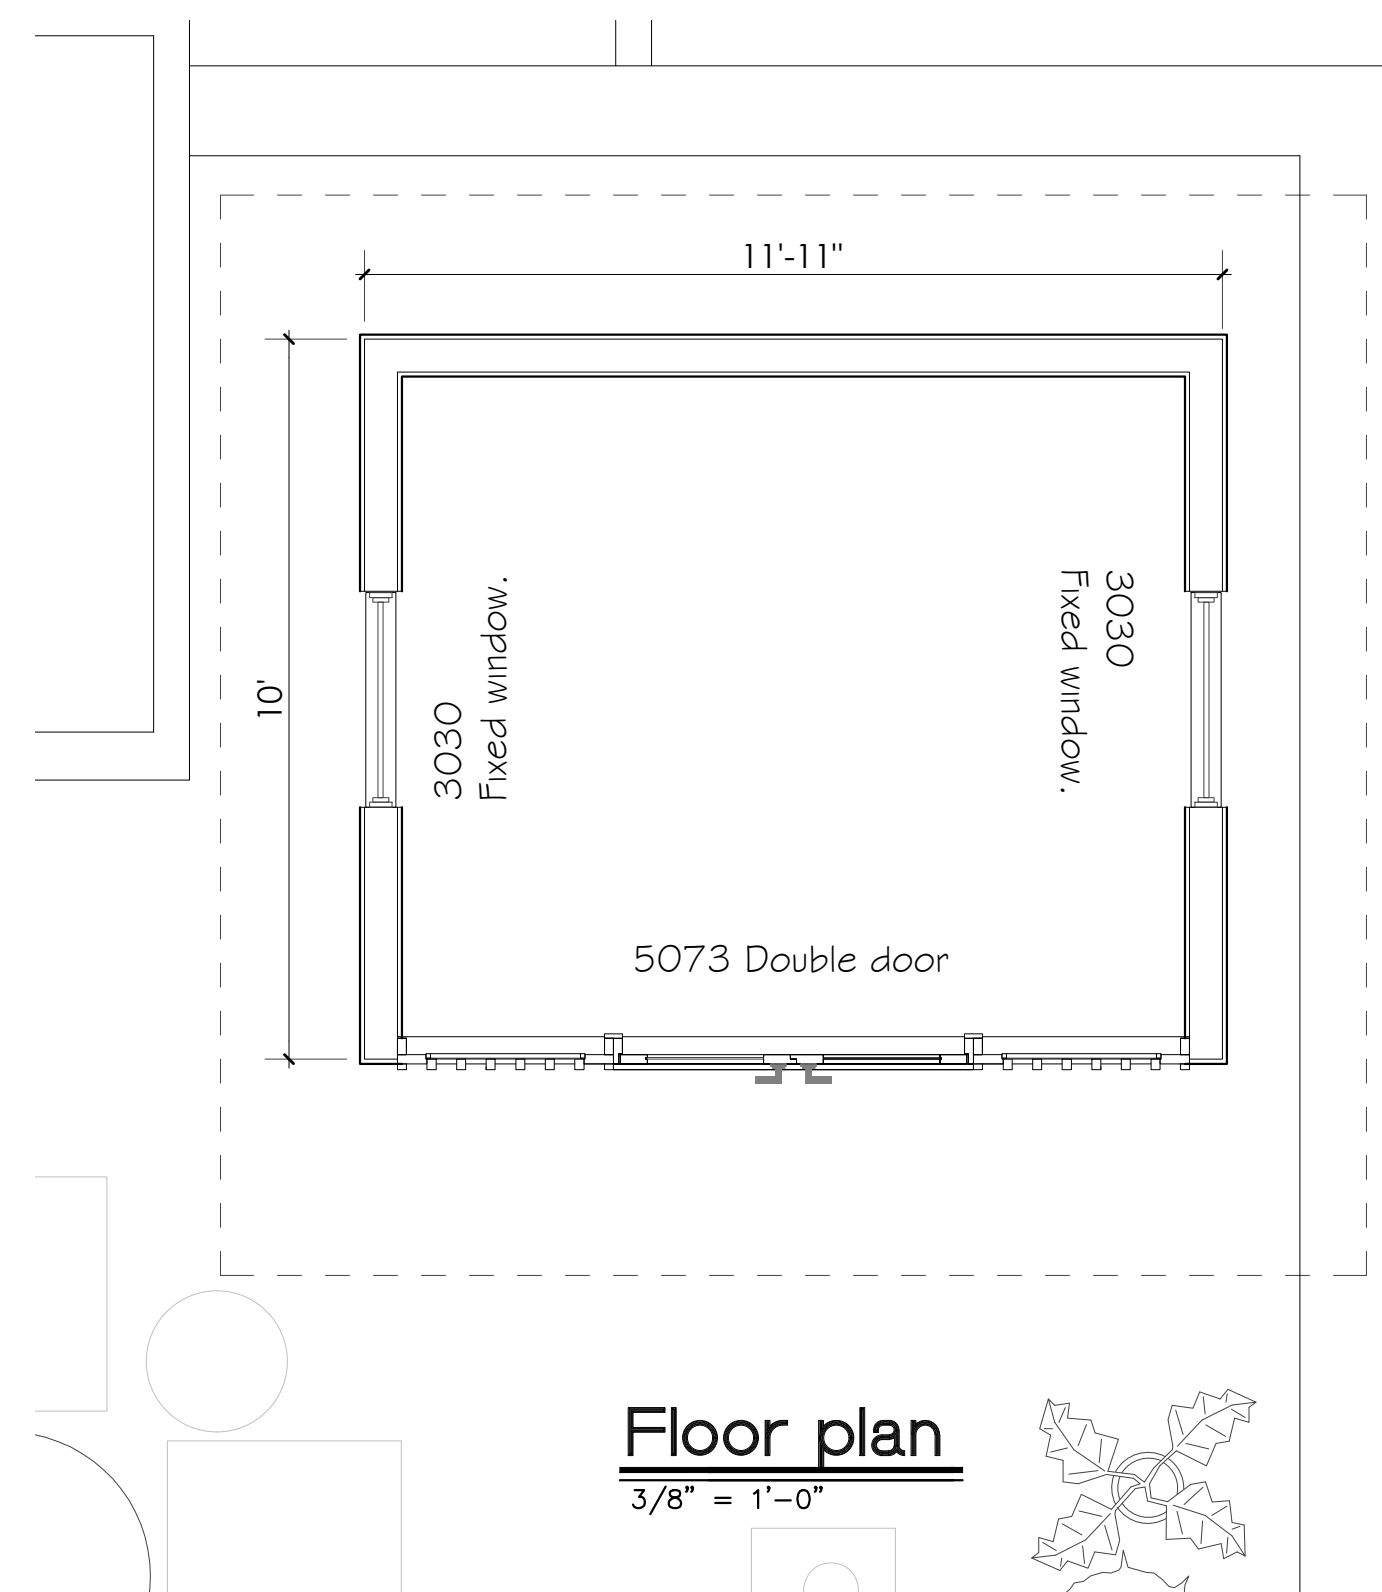 11'-11"
10'
3030
Fixed window.
3030
Fixed window.
5073 Double door
Floor plan
3/8” = 1’-0”